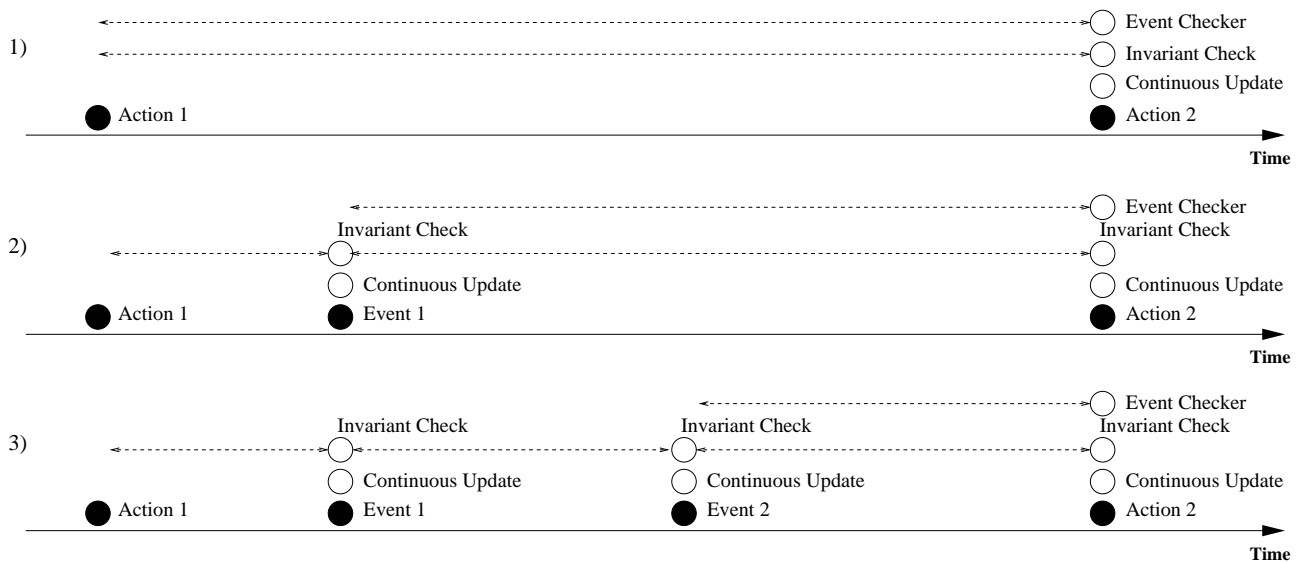 Event Checker
1)
Invariant Check
Continuous Update
Action 1 Action 2
Time
Event Checker
Invariant Check Invariant Check
2)
Continuous Update Continuous Update
Action 1 Event 1 Action 2
Time
Event Checker
Invariant Check Invariant Check Invariant Check
3)
Continuous Update Continuous Update Continuous Update
Action 1 Event 1 Event 2 Action 2
Time